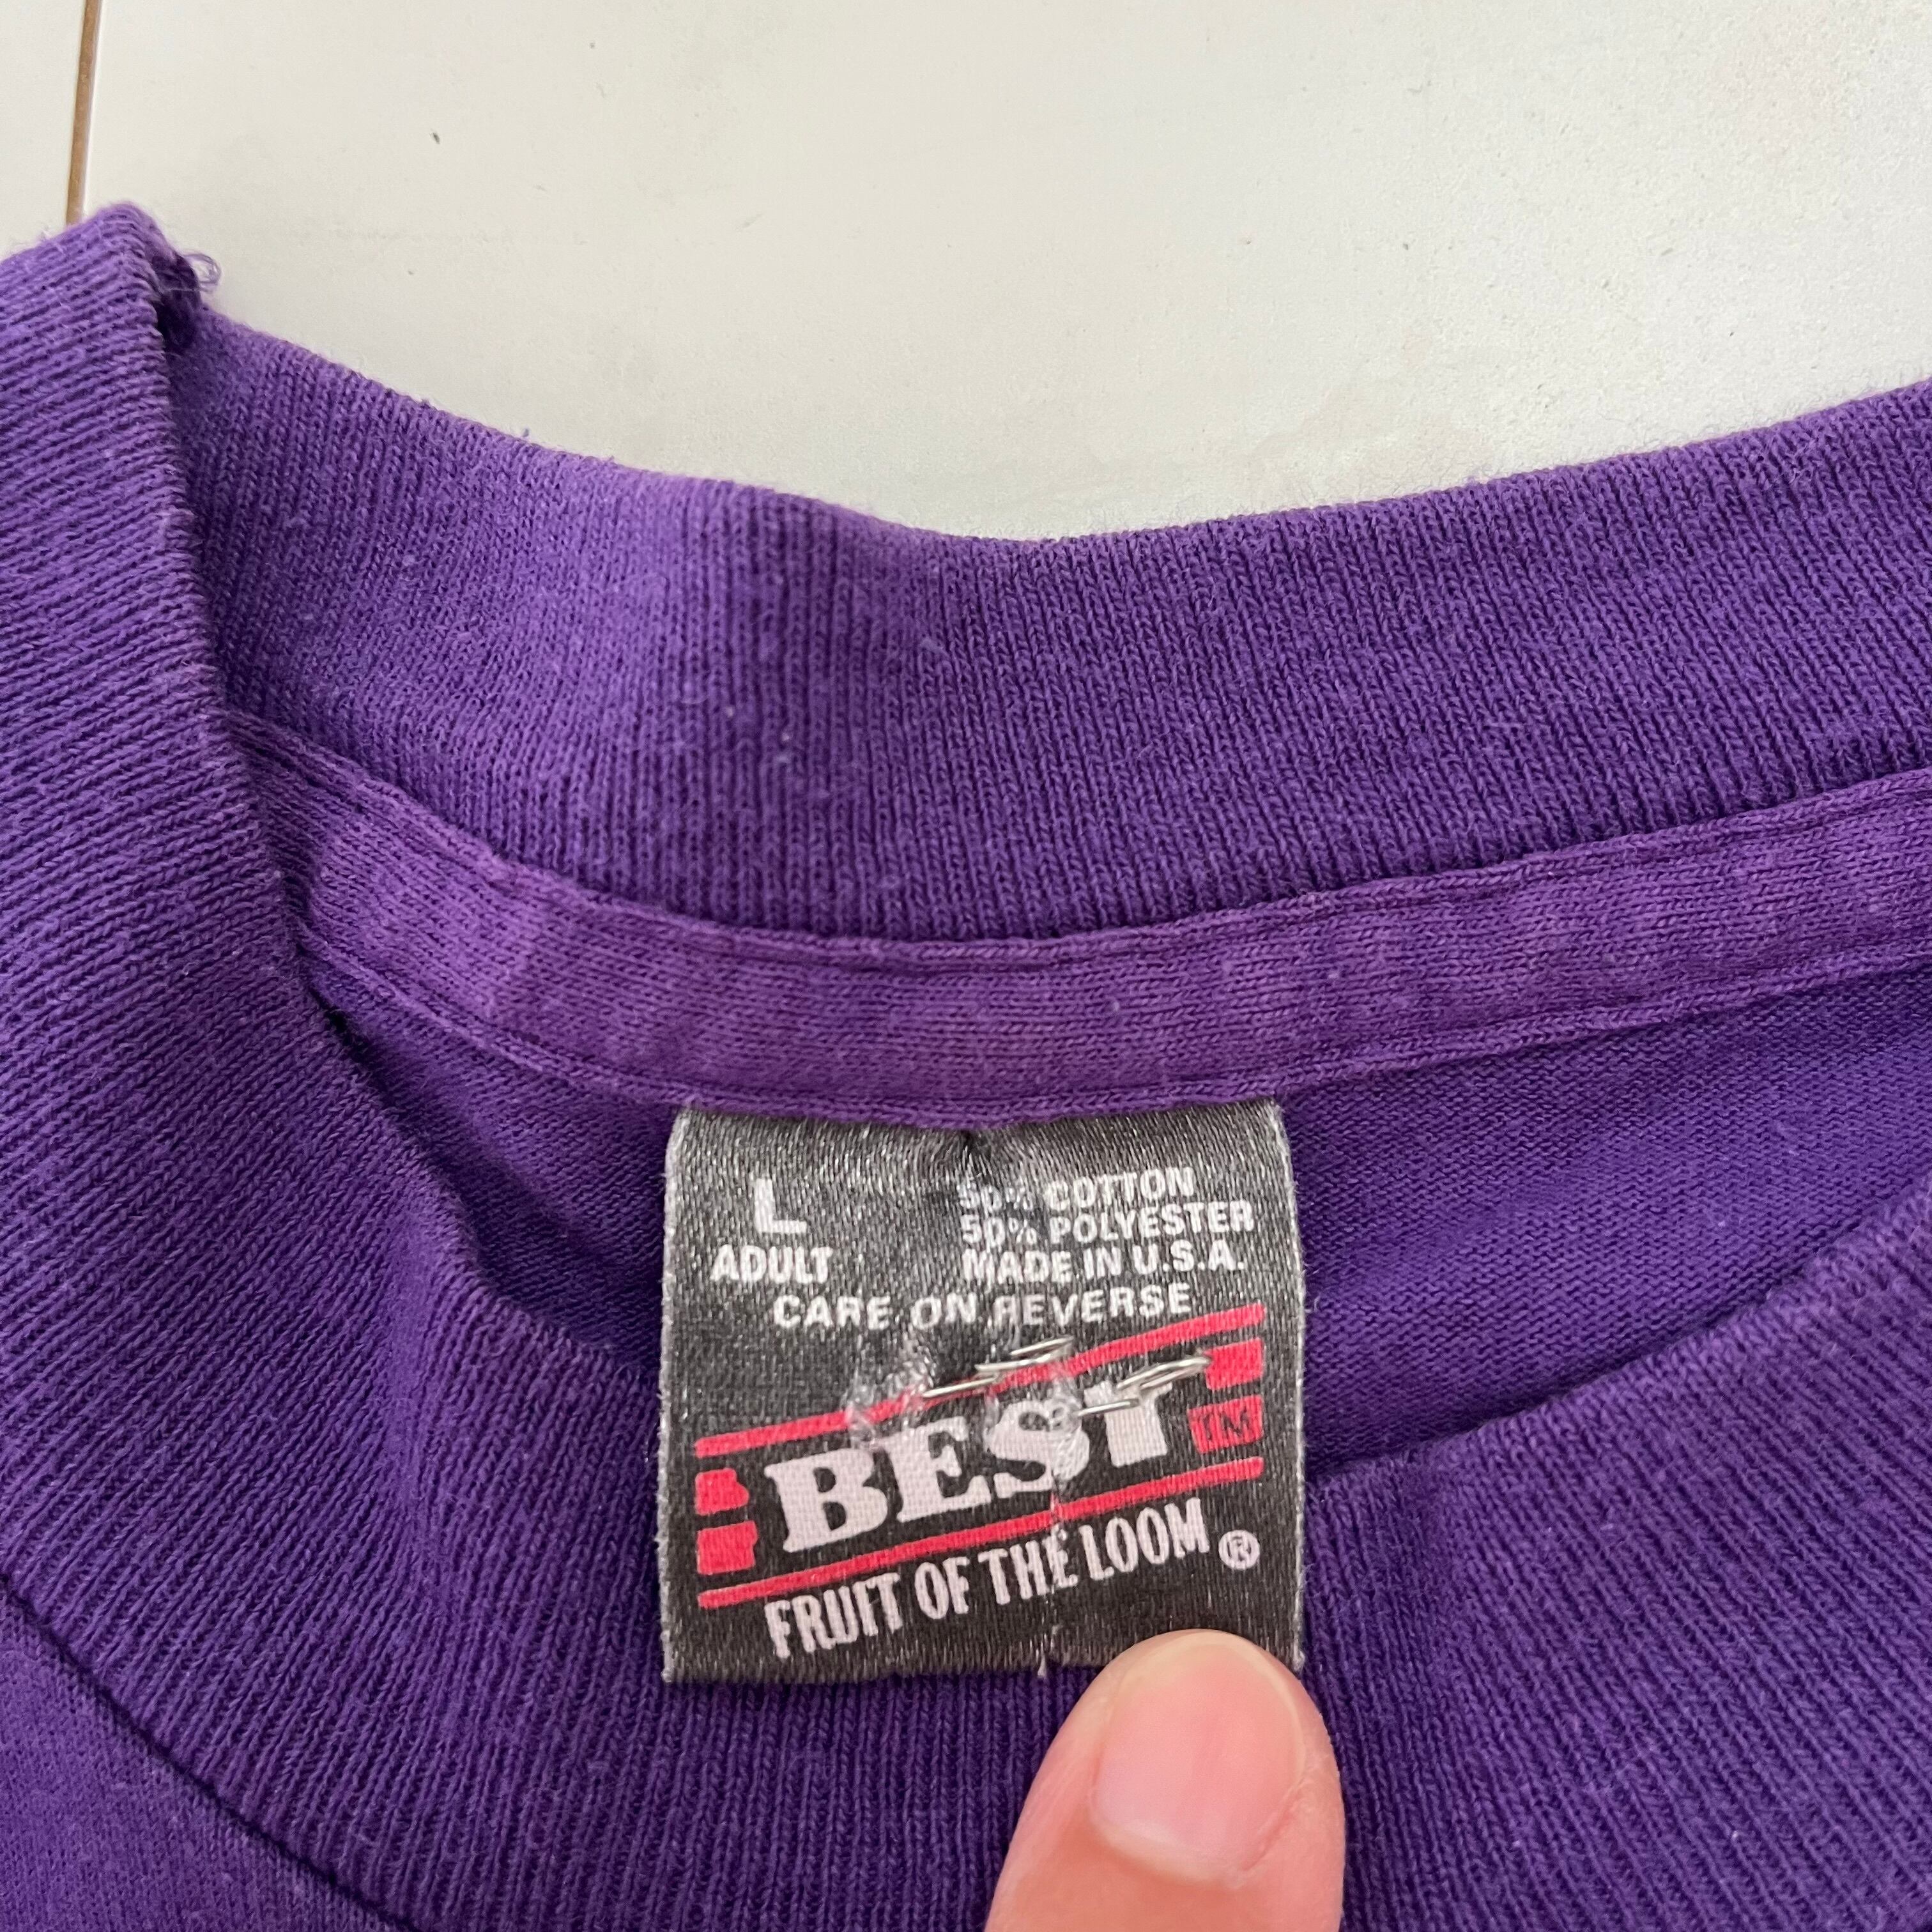 L
ADULT
50% COTTON
50% POLYESTER
MADE IN U.S.A.
CARE ON REVERSE
BEST TM
FRUIT OF THE LOOM ®